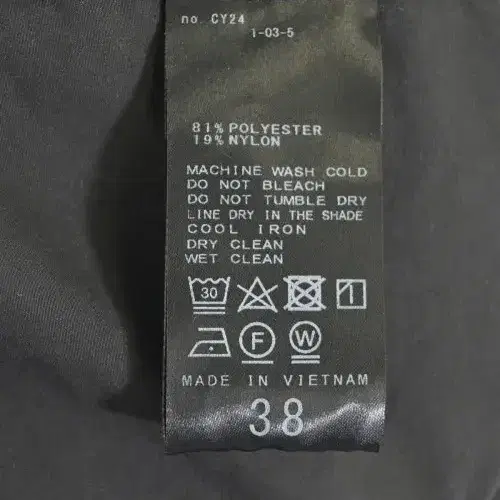 no. CY24
1-03-5
81% POLYESTER
19% NYLON
MACHINE WASH COLD
DO NOT BLEACH
DO NOT TUMBLE DRY
LINE DRY IN THE SHADE
COOL IRON
DRY CLEAN
WET CLEAN
30
F W
MADE IN VIETNAM
38